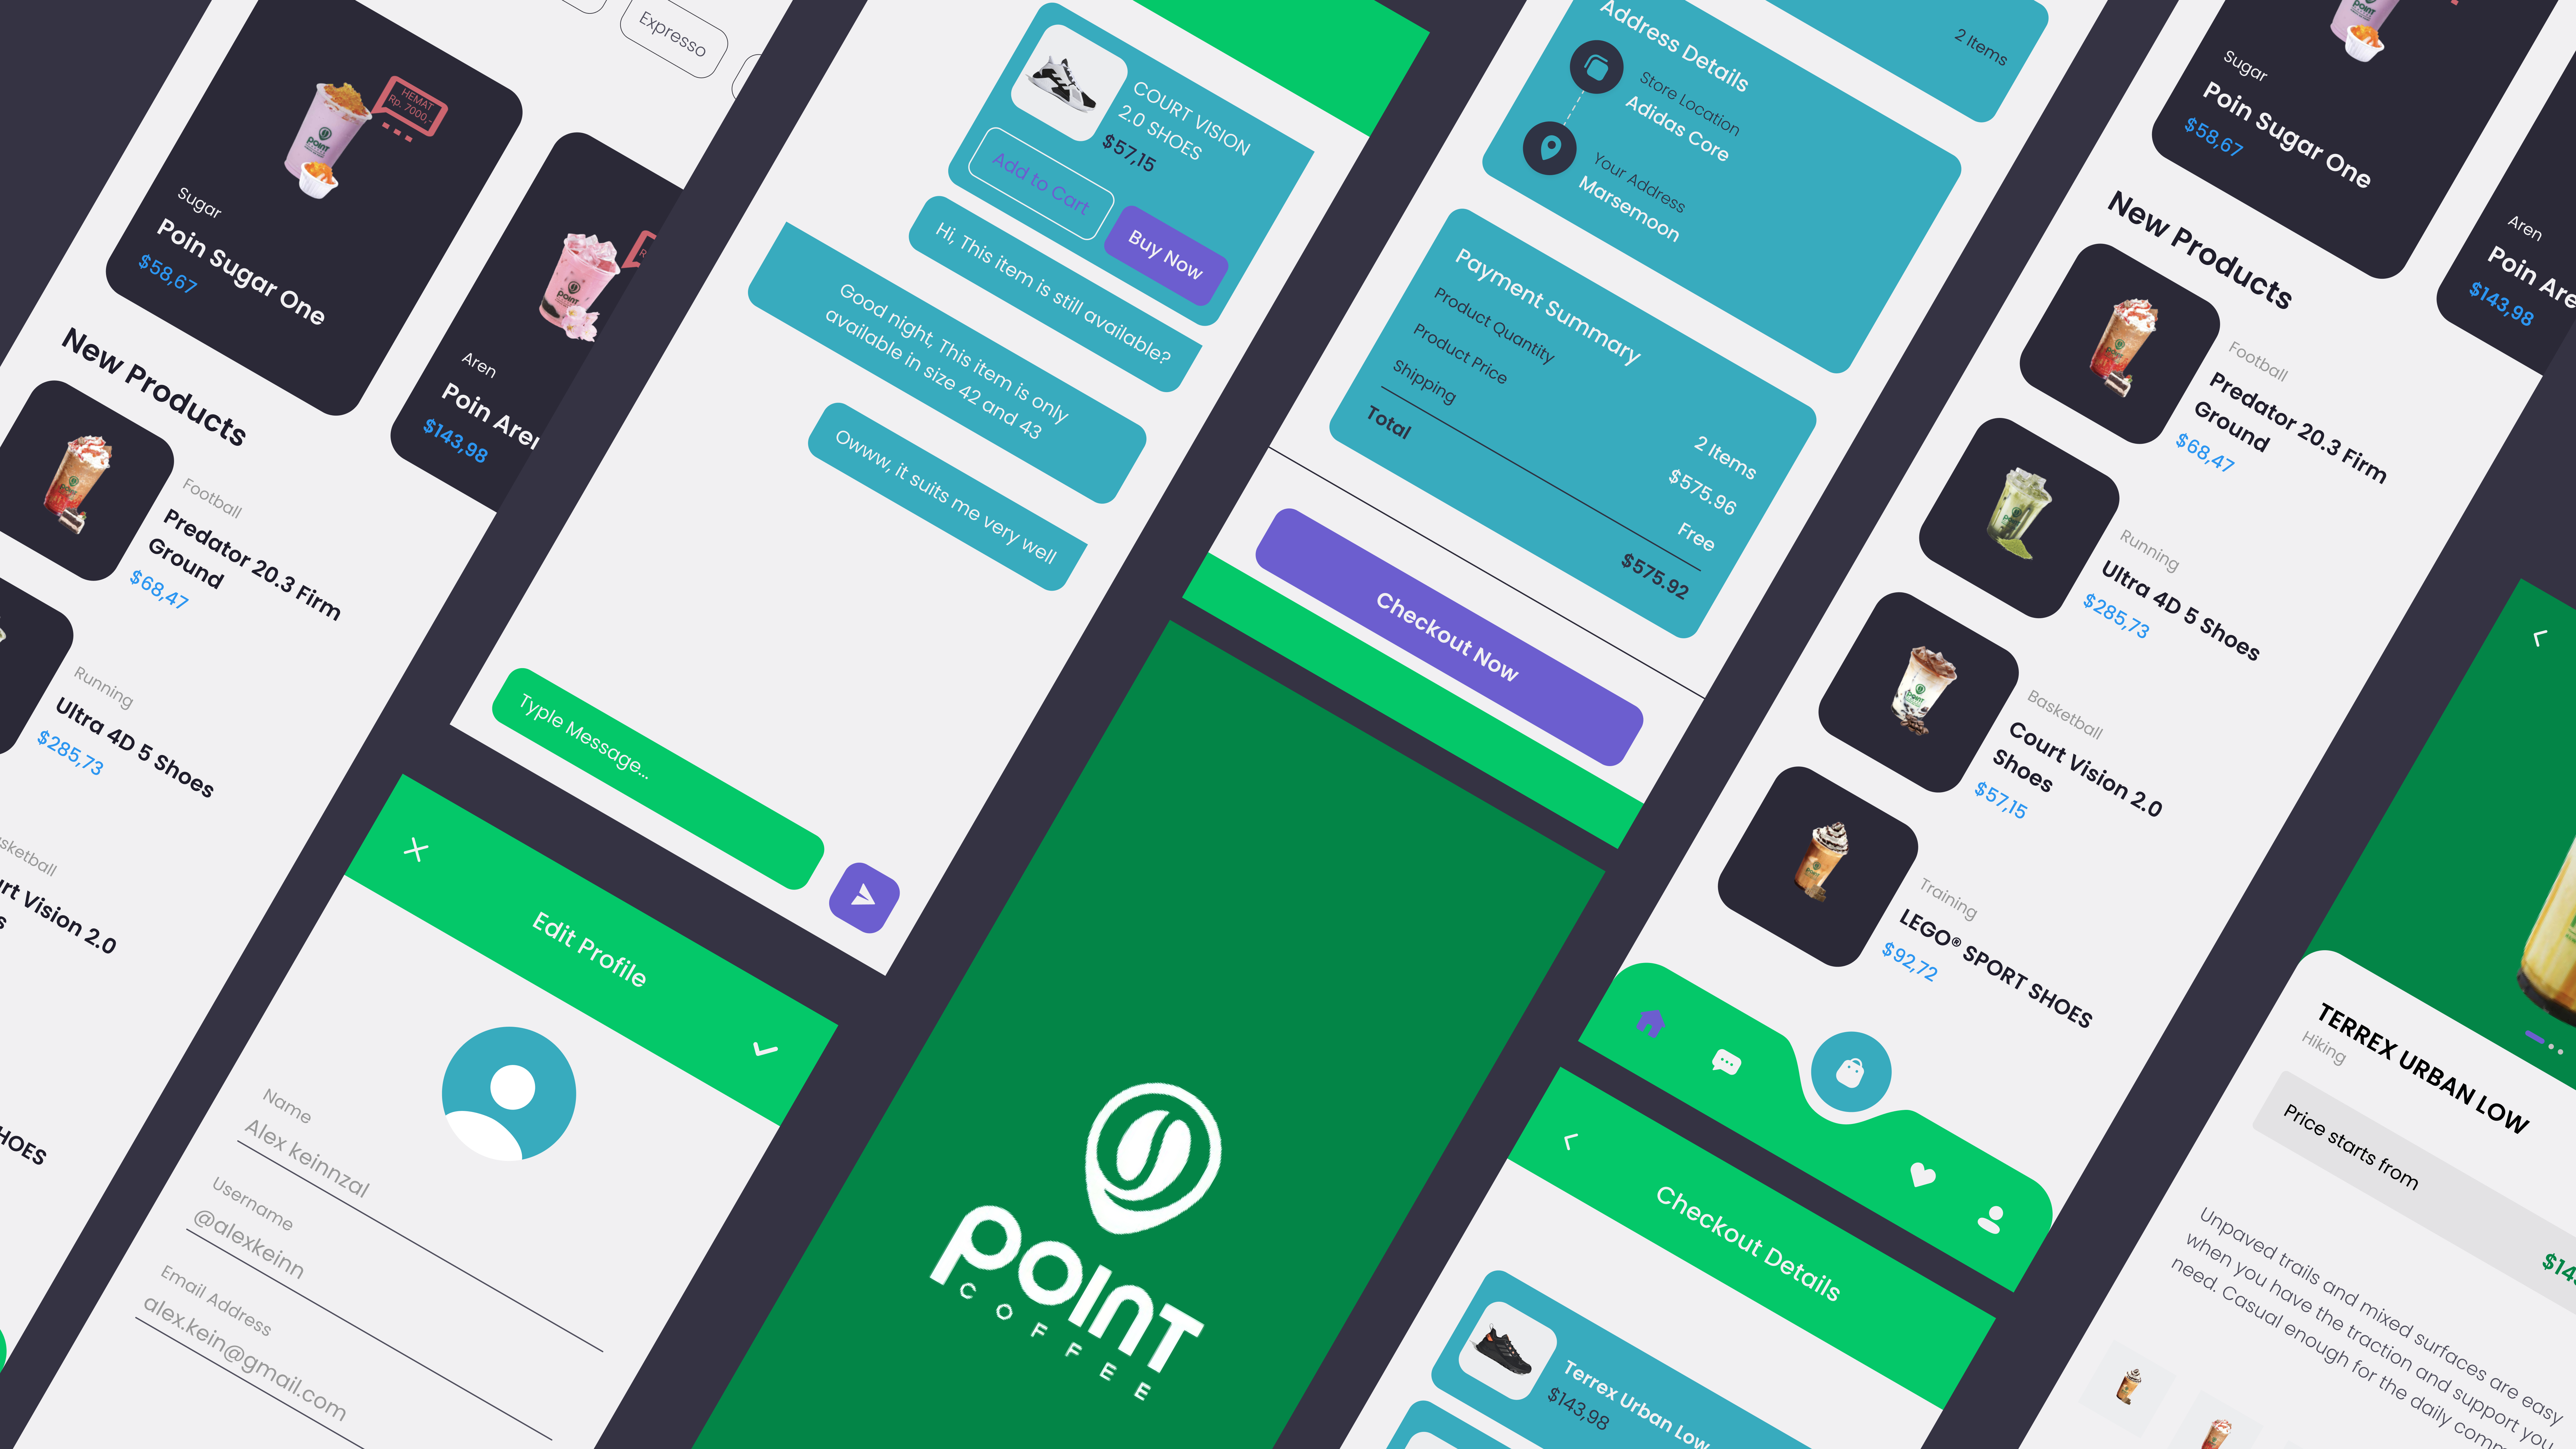 Expresso
HEMAT
Rp. 7000,-
POINT
Sugar
Poin Sugar One
$58,67
POINT
Aren
Poin Aren
$143,98
New Products
Football
Predator 20.3 Firm
Ground
$68,47
Running
Ultra 4D 5 Shoes
$285,73
sketball
urt Vision 2.0
s
HOES
COURT VISION
2.0 SHOES
$57,15
Add to Cart
Buy Now
Hi, This item is still available?
Good night, This item is only
available in size 42 and 43
Owww, it suits me very well
Typle Message...
Edit Profile
Name
Alex keinnzal
Username
@alexkeinn
Email Address
alex.kein@gmail.com
2 Items
Address Details
Store Location
Adidas Core
Your Address
Marsemoon
Payment Summary
Product Quantity
2 Items
Product Price
$575.96
Shipping
Free
Total
$575.92
Checkout Now
POINT
COFFEE
Sugar
Poin Sugar One
$58,67
Aren
Poin Are
$143,98
New Products
Football
Predator 20.3 Firm
Ground
$68,47
Running
Ultra 4D 5 Shoes
$285,73
Basketball
Court Vision 2.0
Shoes
$57,15
Training
LEGO® SPORT SHOES
$92,72
Checkout Details
Terrex Urban Low
$143,98
TERREX URBAN LOW
Hiking
Price starts from
$14
Unpaved trails and mixed surfaces are easy
when you have the traction and support you
need. Casual enough for the daily comm